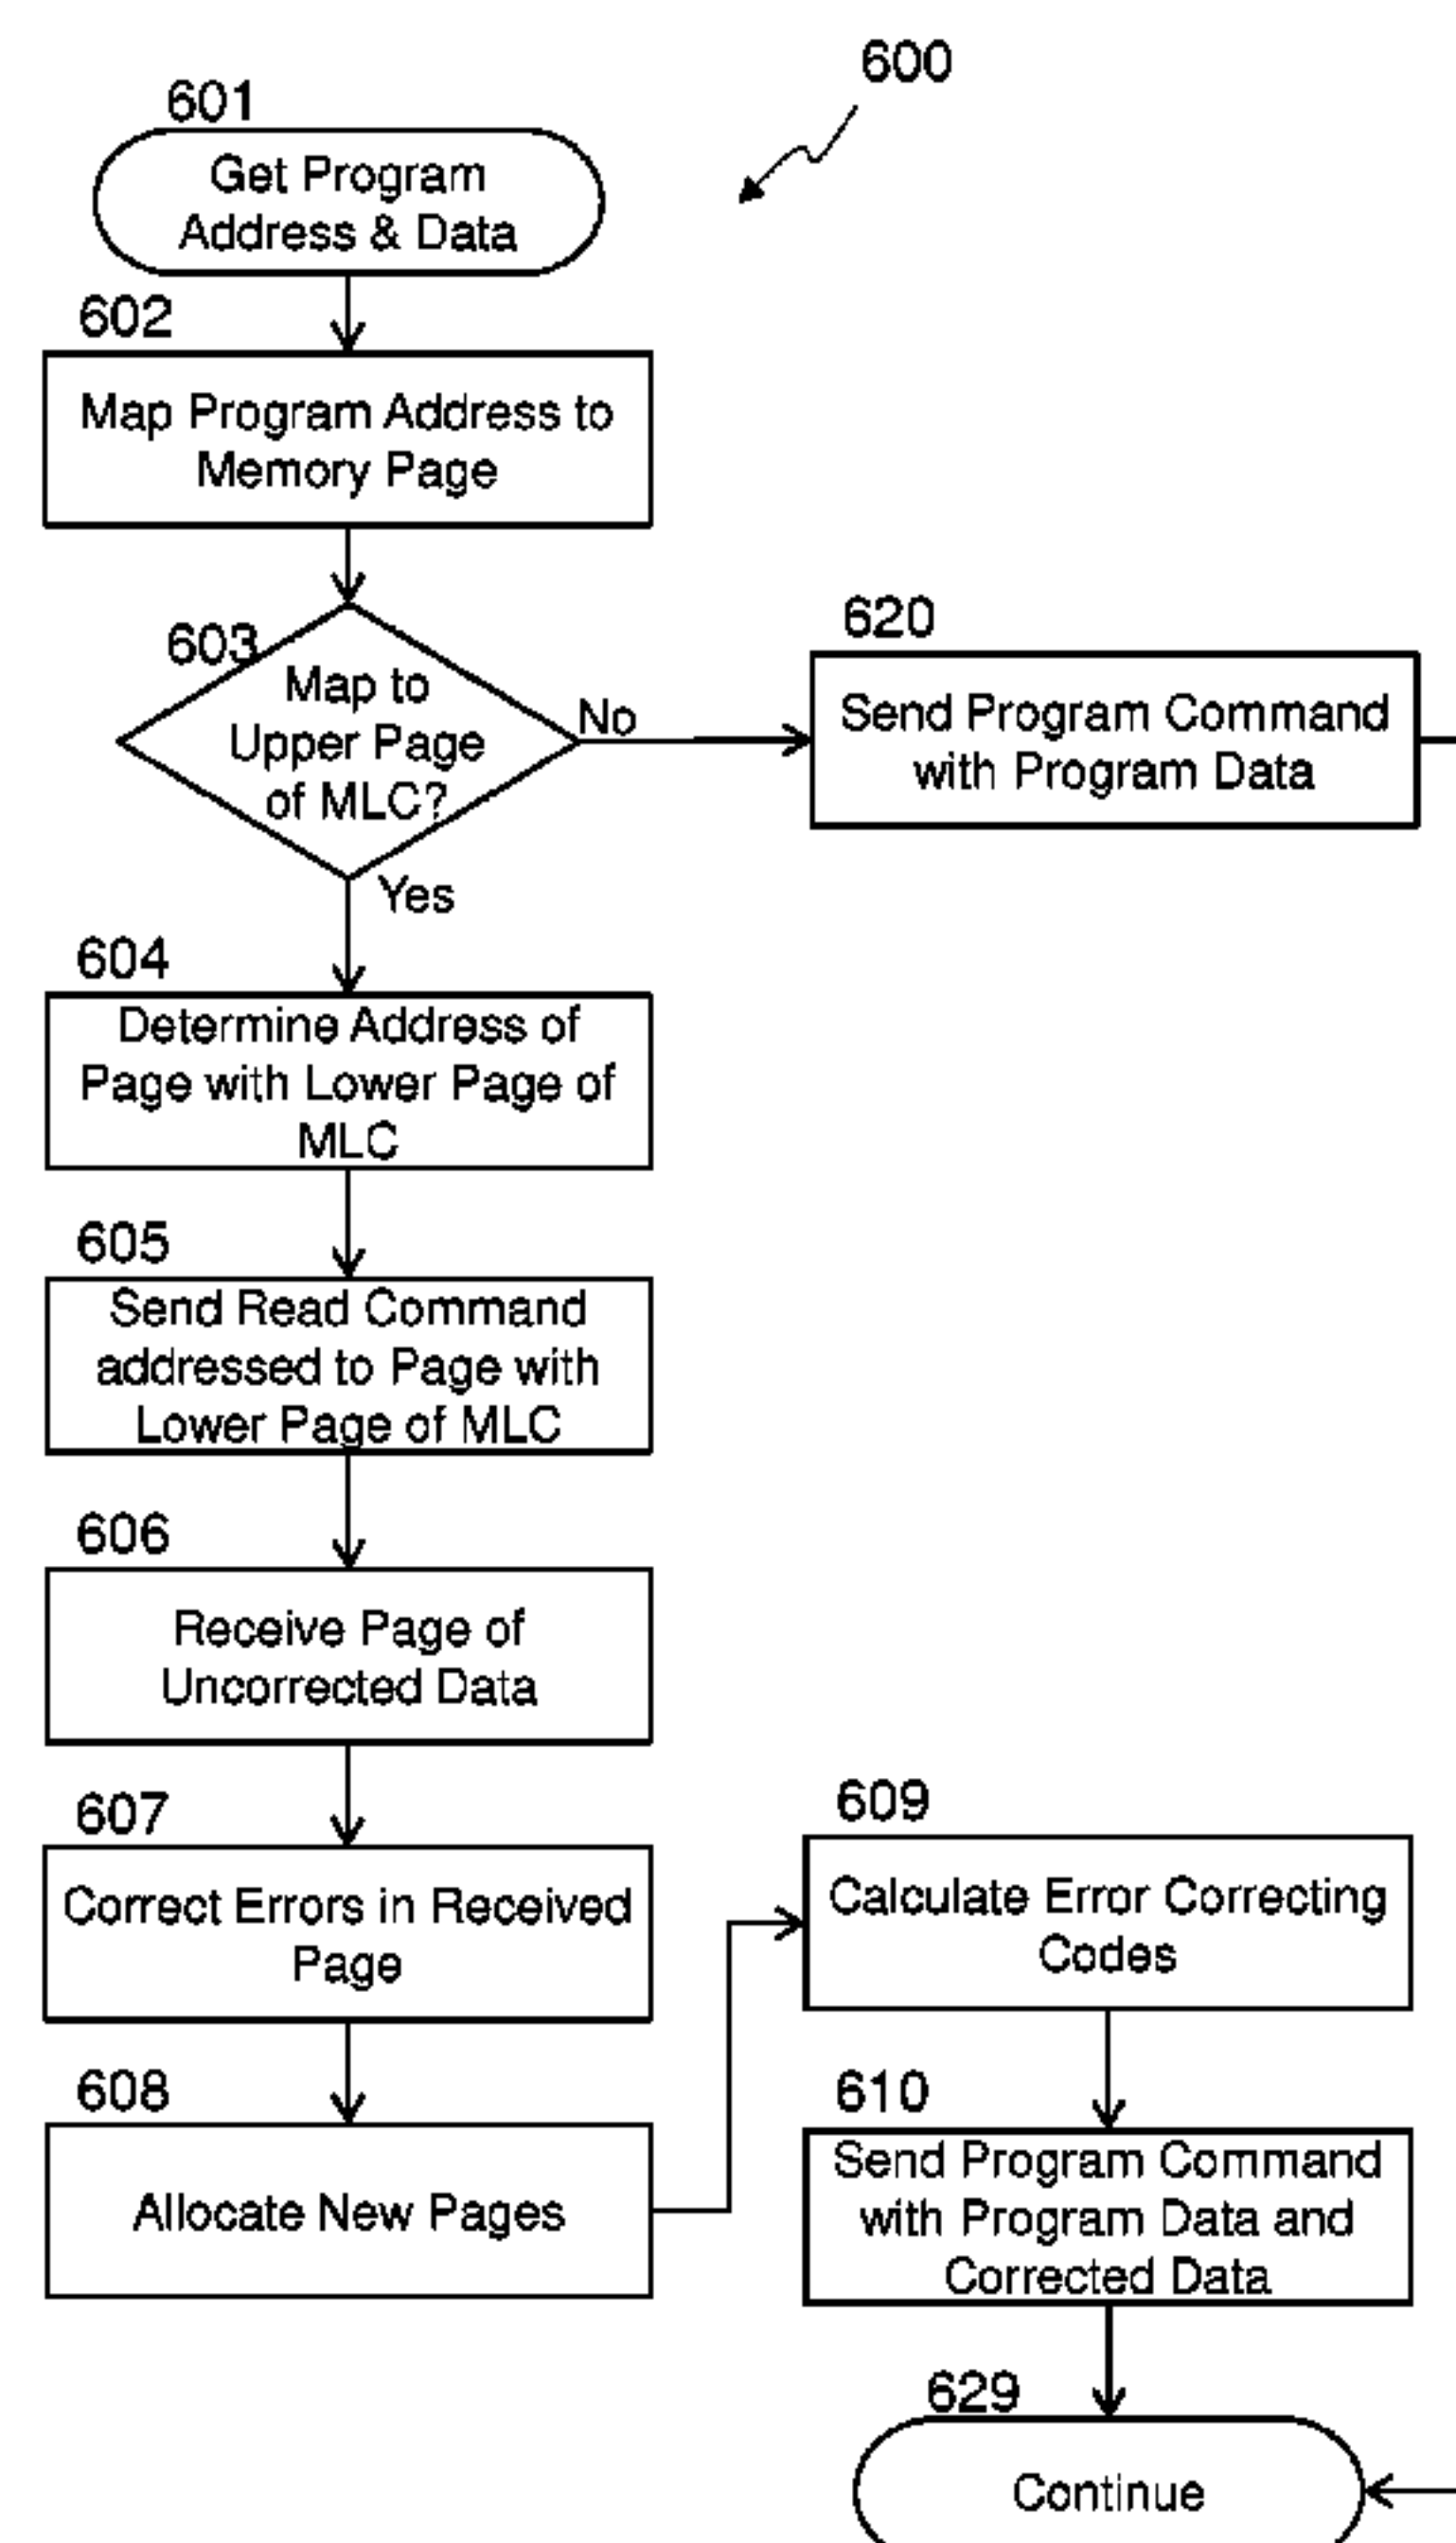 600
601
Get Program
Address & Data
602
Map Program Address to
Memory Page
603
Map to
Upper Page
of MLC?
No
Yes
620
Send Program Command
with Program Data
604
Determine Address of
Page with Lower Page of
MLC
605
Send Read Command
addressed to Page with
Lower Page of MLC
606
Receive Page of
Uncorrected Data
607
Correct Errors in Received
Page
608
Allocate New Pages
609
Calculate Error Correcting
Codes
610
Send Program Command
with Program Data and
Corrected Data
629
Continue